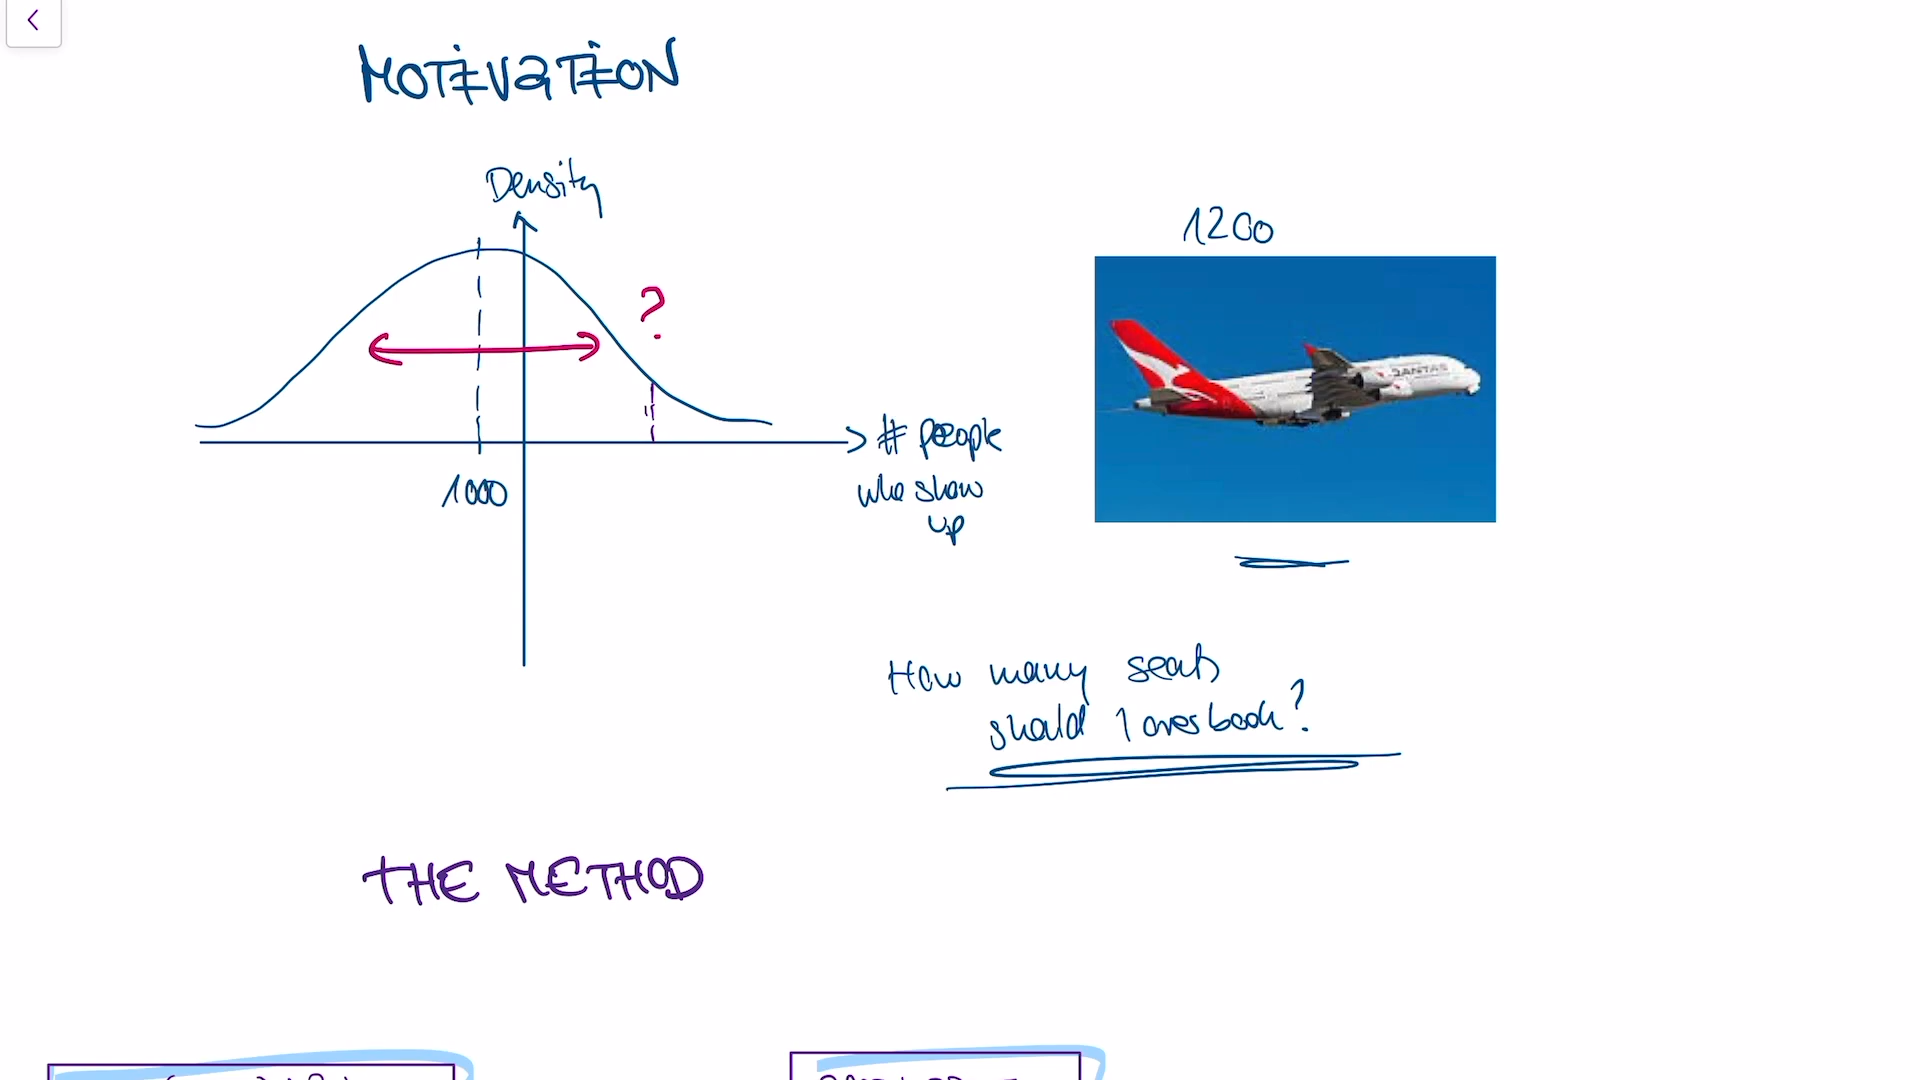 MOTIVATION
Density
?
1000
# people
who show
up
1200
QANTAS
How many seats
should I overbook?
THE METHOD